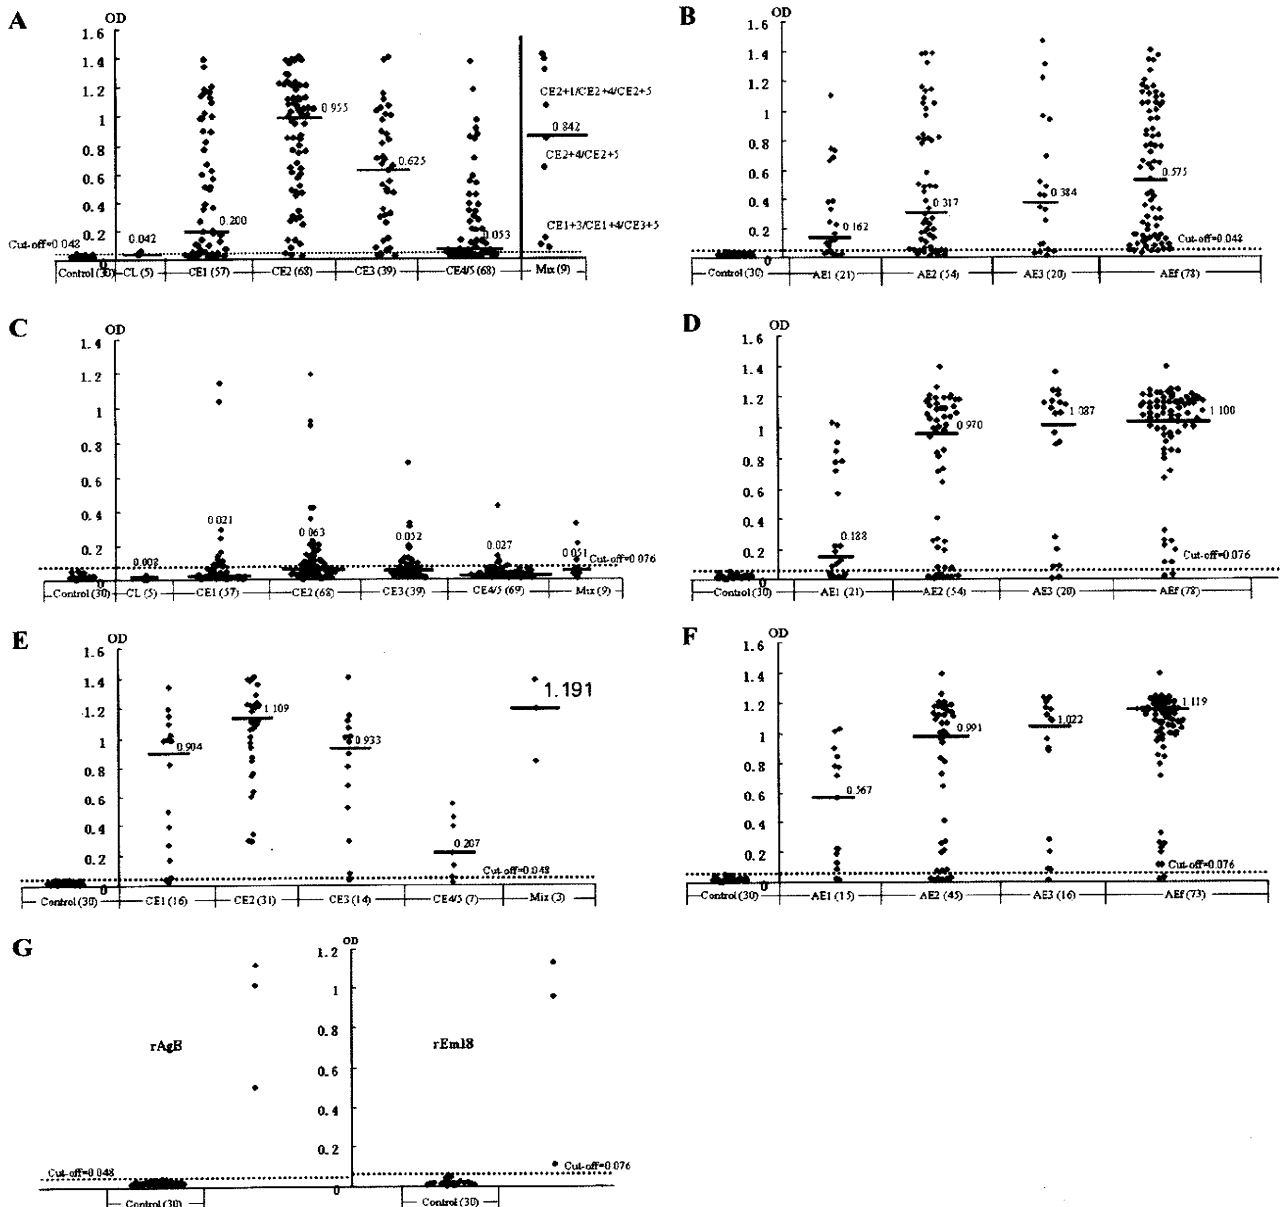 A
OD
1.6
1.4
1.2
1
0.8
0.6
0.4
0.2
0
Cut-off=0.048
0.042
0.200
0.955
0.625
0.053
0.842
CE2+1/CE2+4/CE2+5
CE2+4/CE2+5
CE1+3/CE1+4/CE3+5
Control (30) CL (5) CE1 (57) CE2 (68) CE3 (39) CE4/5 (68) Mix (9)
B
OD
1.6
1.4
1.2
1
0.8
0.6
0.4
0.2
0
0.162
0.317
0.384
0.575
Cut-off=0.048
Control (30) AE1 (21) AE2 (54) AE3 (20) AEf (78)
C
OD
1.4
1.2
1
0.8
0.6
0.4
0.2
0
0.008
0.021
0.063
0.052
0.027
0.051
Cut-off=0.076
Control (30) CL (5) CE1 (57) CE2 (68) CE3 (39) CE4/5 (69) Mix (9)
D
OD
1.6
1.4
1.2
1
0.8
0.6
0.4
0.2
0
0.188
0.970
1.087
1.100
Cut-off=0.076
Control (30) AE1 (21) AE2 (54) AE3 (20) AEf (78)
E
OD
1.6
1.4
1.2
1
0.8
0.6
0.4
0.2
0
0.904
1.109
0.933
0.207
1.191
Cut-off=0.048
Control (30) CE1 (16) CE2 (31) CE3 (14) CE4/5 (7) Mix (3)
F
OD
1.6
1.4
1.2
1
0.8
0.6
0.4
0.2
0
0.567
0.991
1.022
1.119
Cut-off=0.076
Control (30) AE1 (15) AE2 (45) AE3 (16) AEf (73)
G
OD
1.2
1
0.8
0.6
0.4
0.2
0
rAgB
rEm18
Cut-off=0.048
Cut-off=0.076
Control (30)
Control (30)